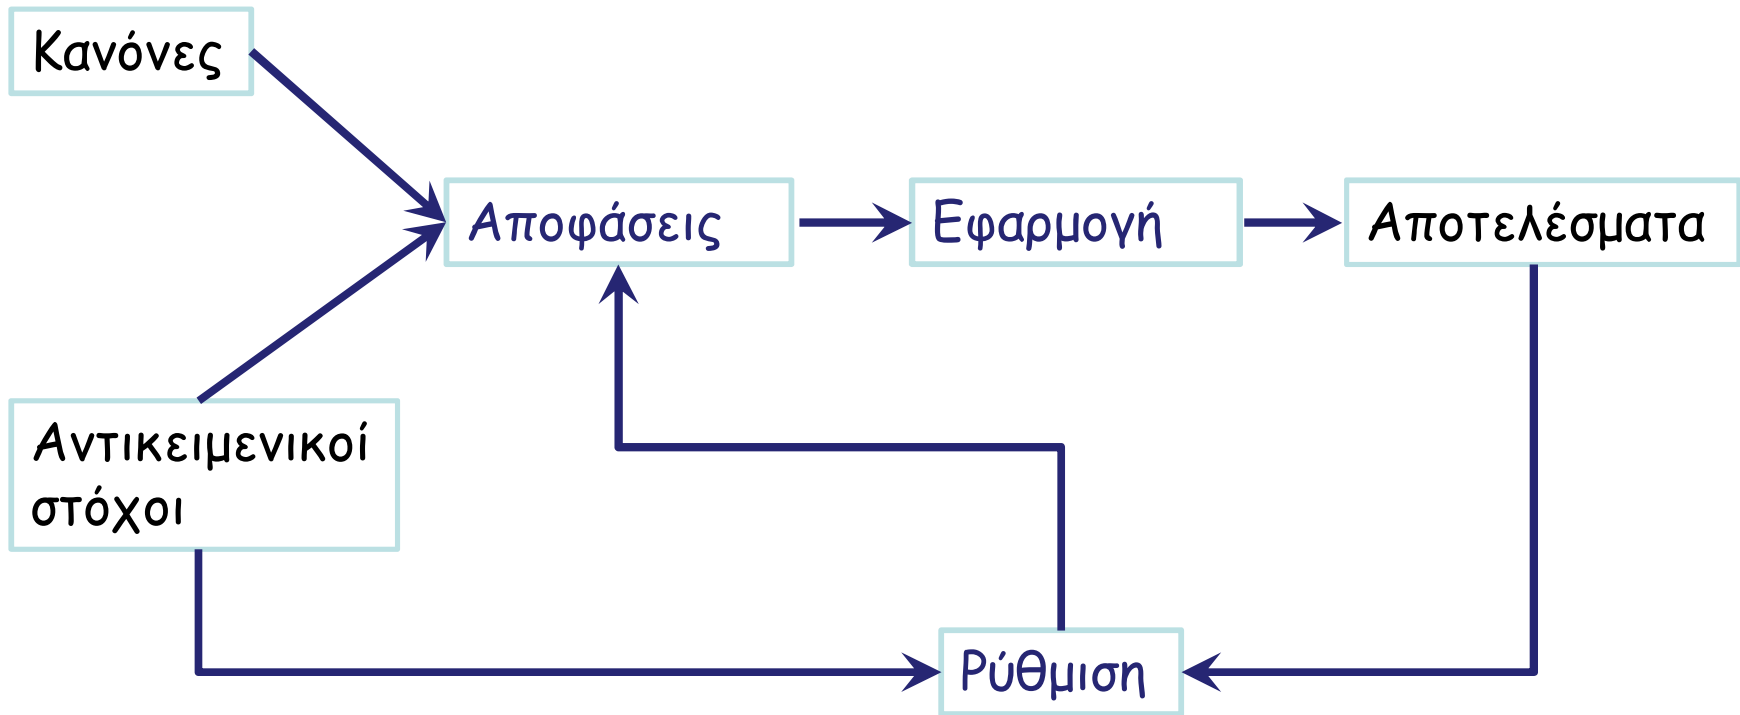 Κανόνες
Αποφάσεις
Εφαρμογή
Αποτελέσματα
Αντικειμενικοί
στόχοι
Ρύθμιση